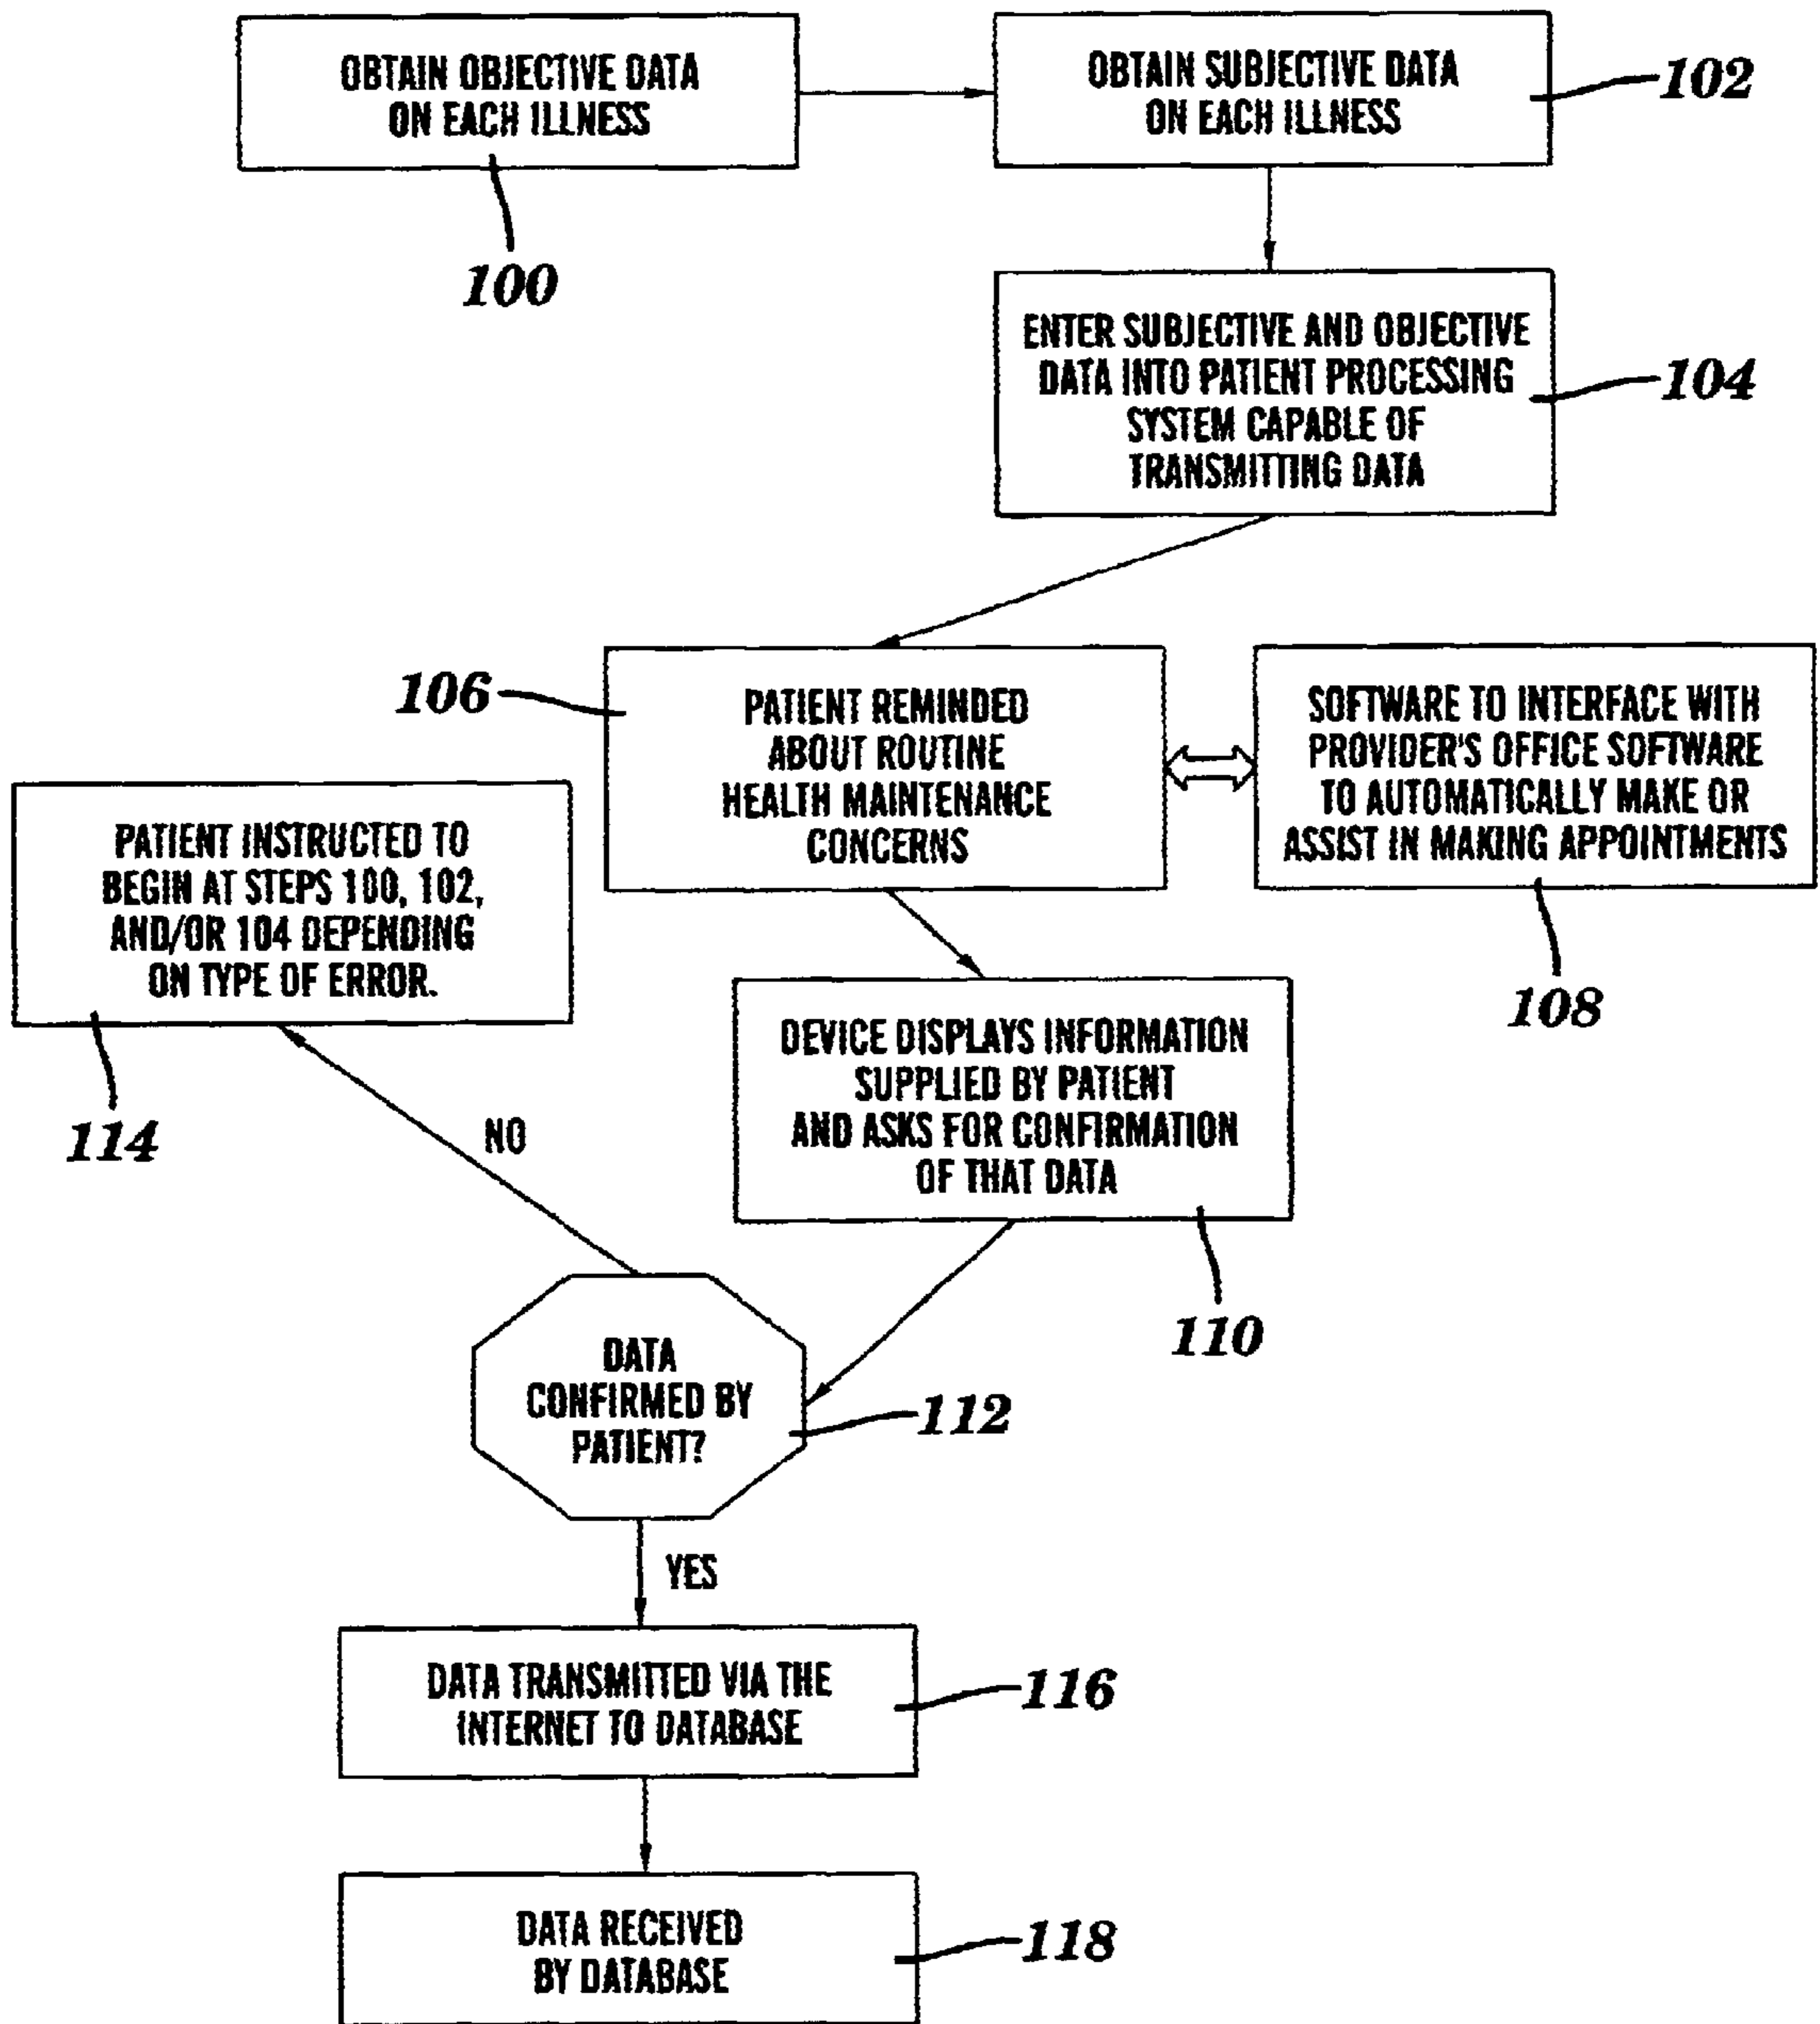 OBTAIN OBJECTIVE DATA
ON EACH ILLNESS
100
OBTAIN SUBJECTIVE DATA
ON EACH ILLNESS
102
ENTER SUBJECTIVE AND OBJECTIVE
DATA INTO PATIENT PROCESSING
SYSTEM CAPABLE OF
TRANSMITTING DATA
104
106
PATIENT REMINDED
ABOUT ROUTINE
HEALTH MAINTENANCE
CONCERNS
SOFTWARE TO INTERFACE WITH
PROVIDER'S OFFICE SOFTWARE
TO AUTOMATICALLY MAKE OR
ASSIST IN MAKING APPOINTMENTS
108
PATIENT INSTRUCTED TO
BEGIN AT STEPS 100, 102,
AND/OR 104 DEPENDING
ON TYPE OF ERROR.
114
DEVICE DISPLAYS INFORMATION
SUPPLIED BY PATIENT
AND ASKS FOR CONFIRMATION
OF THAT DATA
110
NO
DATA
CONFIRMED BY
PATIENT?
112
YES
DATA TRANSMITTED VIA THE
INTERNET TO DATABASE
116
DATA RECEIVED
BY DATABASE
118